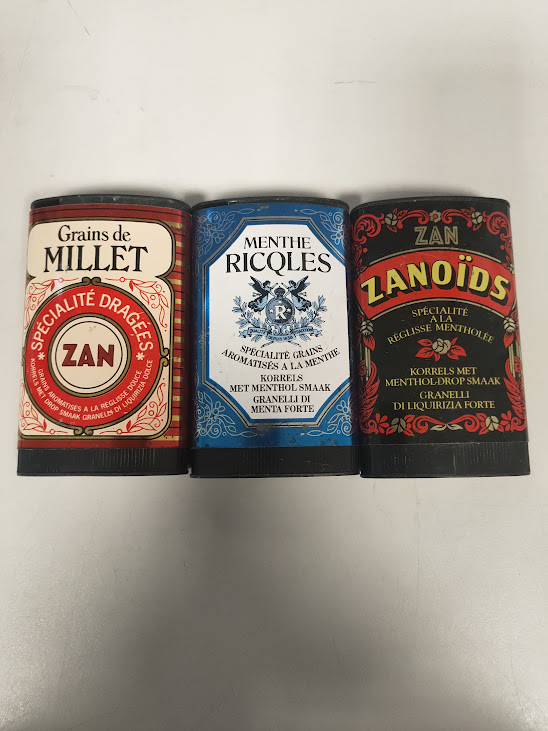 Grains de
MILLET
SPÉCIALITÉ DRAGÉES
ZAN
GRAINS AROMATISÉS A LA RÉGLISSE DOUCE
KORRELS MET DROP SMAAK GRANELLI DI LIQUIRIZIA DOLCE
MENTHE
RICQLES
R
SPÉCIALITÉ GRAINS
AROMATISÉS A LA MENTHE
KORRELS
MET MENTHOL SMAAK
GRANELLI DI
MENTA FORTE
ZAN
ZANOÏDS
SPÉCIALITÉ
A LA
RÉGLISSE MENTHOLÉE
KORRELS MET
MENTHOL-DROP SMAAK
GRANELLI
DI LIQUIRIZIA FORTE